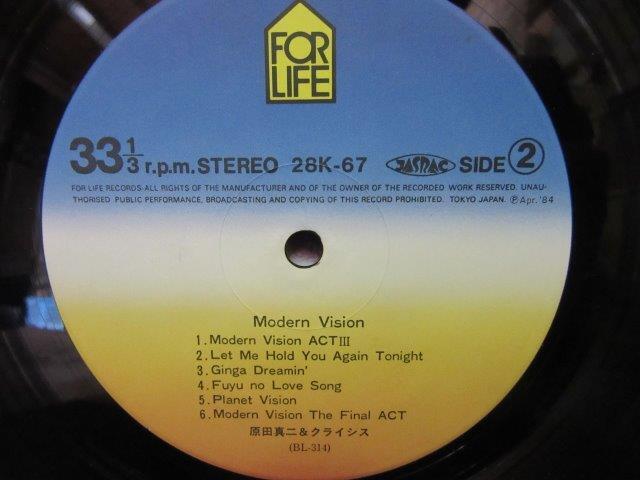 FOR
LIFE
33 1/3 r.p.m. STEREO 28K-67 JASRAC SIDE 2
FOR LIFE RECORDS-ALL RIGHTS OF THE MANUFACTURER AND OF THE OWNER OF THE RECORDED WORK RESERVED. UNAU-
THORISED PUBLIC PERFORMANCE, BROADCASTING AND COPYING OF THIS RECORD PROHIBITED. TOKYO JAPAN. ℗Apr.'84
Modern Vision
1. Modern Vision ACT III
2. Let Me Hold You Again Tonight
3. Ginga Dreamin'
4. Fuyu no Love Song
5. Planet Vision
6. Modern Vision The Final ACT
原田真二&クライシス
(BL-314)